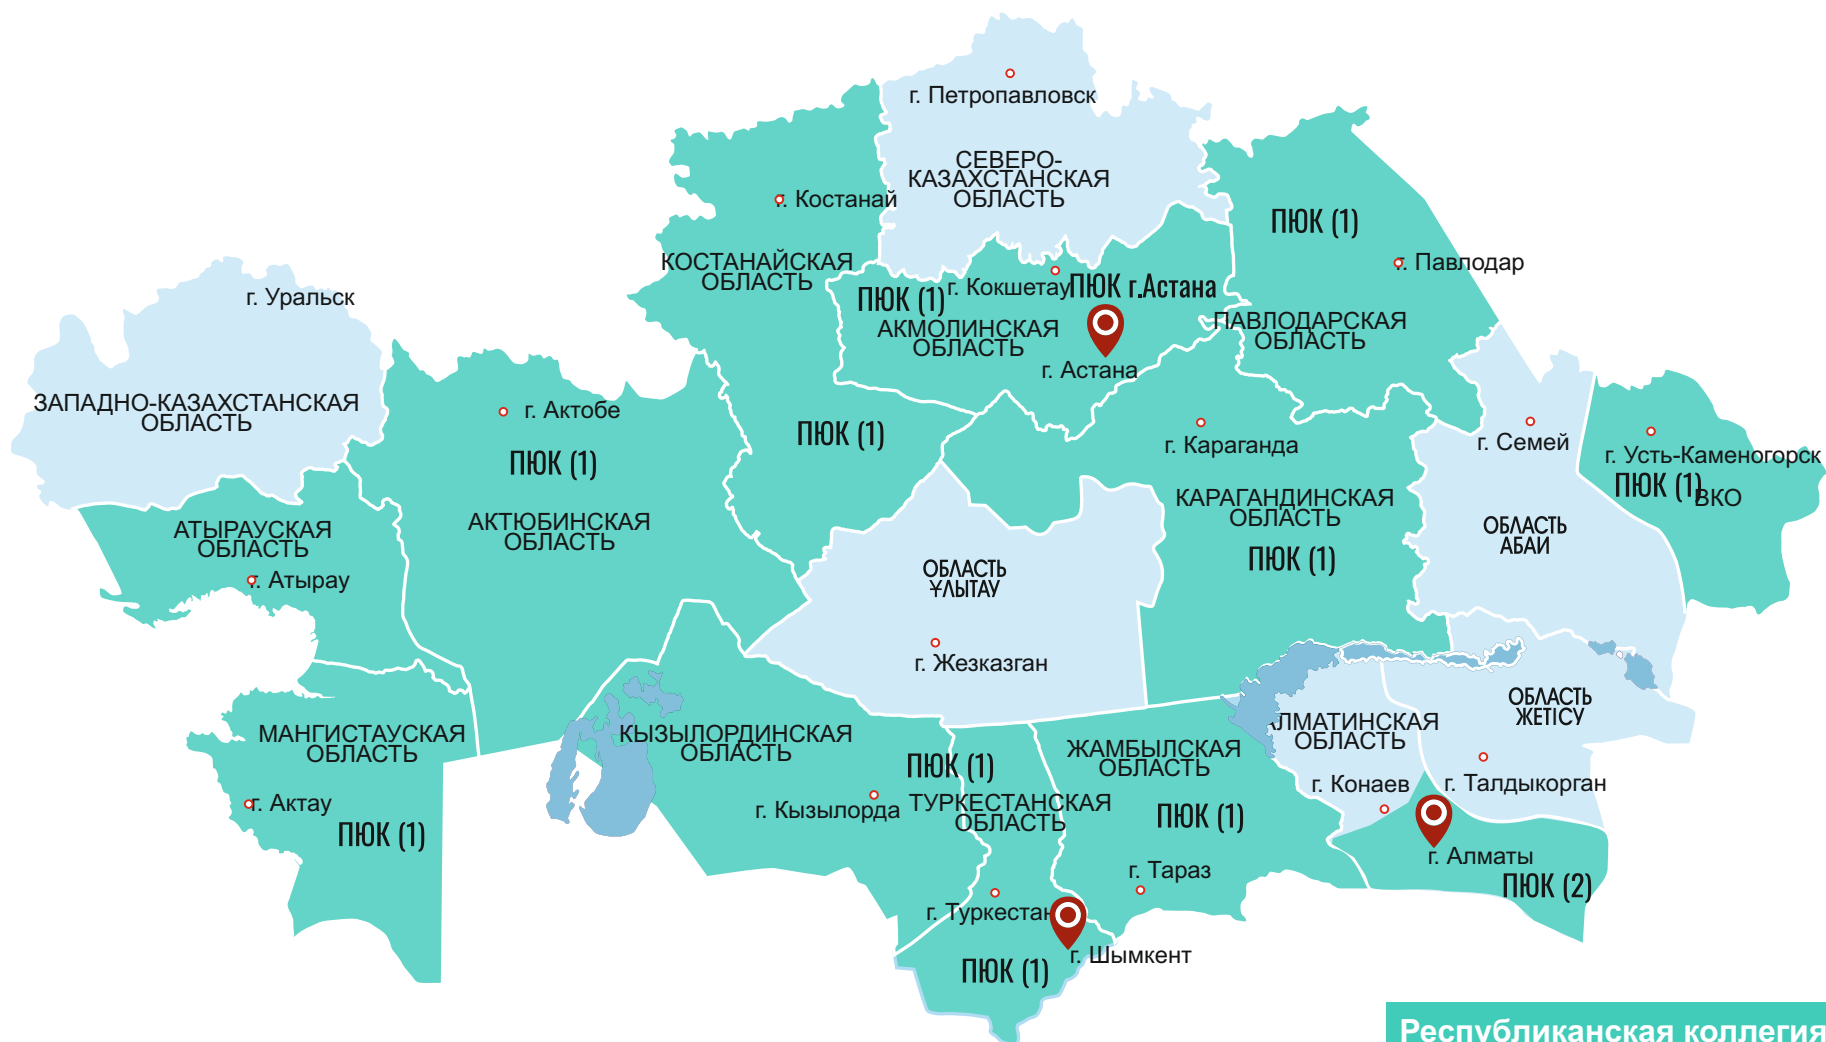 г. Петропавловск
СЕВЕРО-
КАЗАХСТАНСКАЯ
ОБЛАСТЬ
г. Костанай
КОСТАНАЙСКАЯ
ОБЛАСТЬ
ПЮК (1)
ПЮК (1)
г. Павлодар
ПАВЛОДАРСКАЯ
ОБЛАСТЬ
г. Кокшетау
ПЮК г.Астана
ПЮК (1)
АКМОЛИНСКАЯ
ОБЛАСТЬ
г. Астана
г. Уральск
ЗАПАДНО-КАЗАХСТАНСКАЯ
ОБЛАСТЬ
г. Актобе
ПЮК (1)
АКТЮБИНСКАЯ
ОБЛАСТЬ
г. Караганда
КАРАГАНДИНСКАЯ
ОБЛАСТЬ
ПЮК (1)
г. Семей
ОБЛАСТЬ
АБАИ
г. Усть-Каменогорск
ПЮК (1)
ВКО
АТЫРАУСКАЯ
ОБЛАСТЬ
г. Атырау
ОБЛАСТЬ
ҰЛЫТАУ
г. Жезказган
МАНГИСТАУСКАЯ
ОБЛАСТЬ
г. Актау
ПЮК (1)
КЫЗЫЛОРДИНСКАЯ
ОБЛАСТЬ
ПЮК (1)
г. Кызылорда
ТУРКЕСТАНСКАЯ
ОБЛАСТЬ
г. Туркестан
ПЮК (1)
г. Шымкент
ЖАМБЫЛСКАЯ
ОБЛАСТЬ
ПЮК (1)
г. Тараз
АЛМАТИНСКАЯ
ОБЛАСТЬ
г. Конаев
ОБЛАСТЬ
ЖЕТІСУ
г. Талдыкорган
г. Алматы
ПЮК (2)
Республиканская коллегия